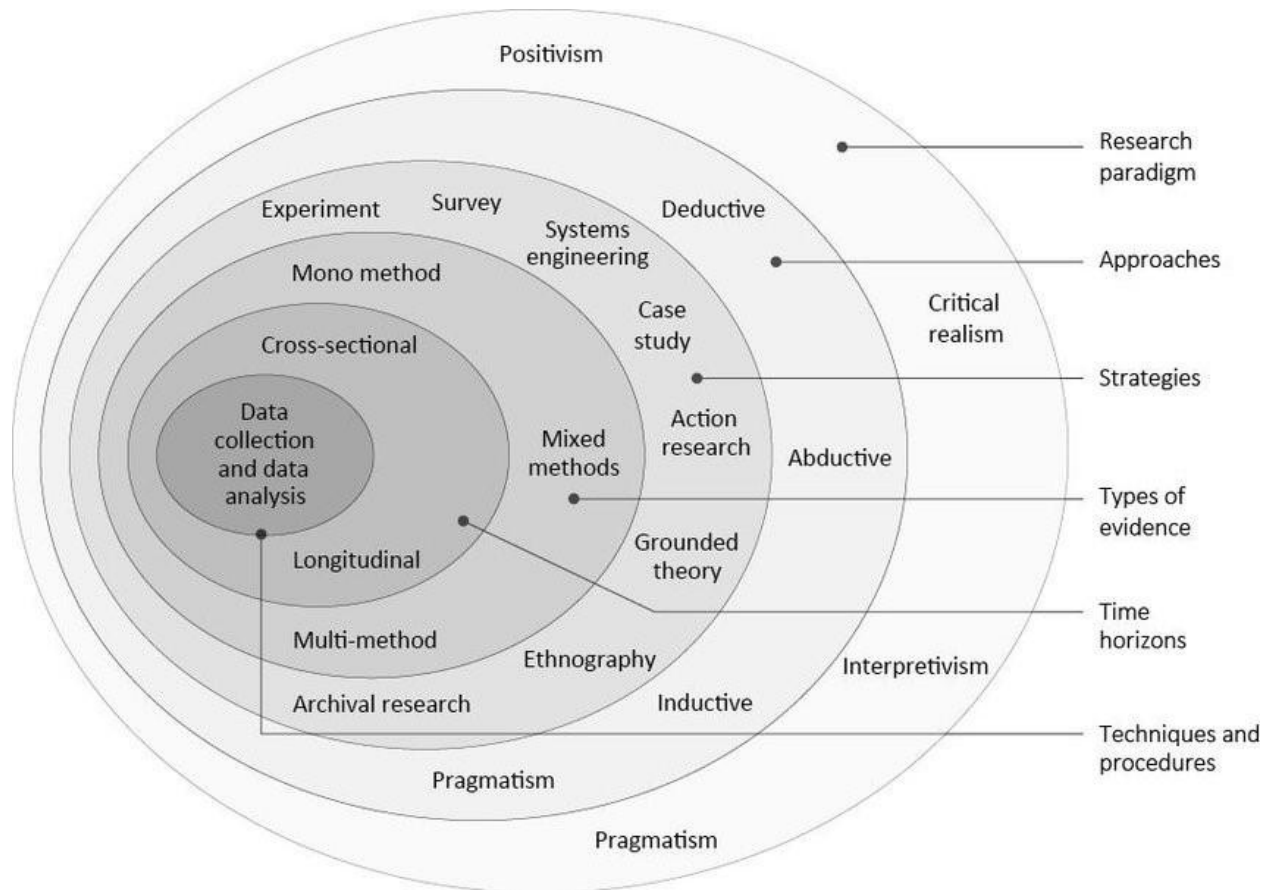 Positivism
Research
paradigm
Experiment
Survey
Deductive
Systems
engineering
Approaches
Mono method
Critical
realism
Case
study
Cross-sectional
Strategies
Data
collection
and data
analysis
Mixed
methods
Action
research
Abductive
Types of
evidence
Longitudinal
Grounded
theory
Time
horizons
Multi-method
Ethnography
Interpretivism
Archival research
Inductive
Techniques and
procedures
Pragmatism
Pragmatism